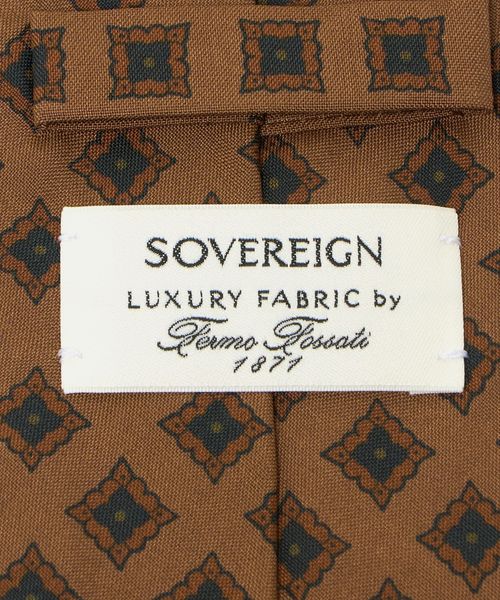 SOVEREIGN
LUXURY FABRIC by
Fermo Fossati
1871